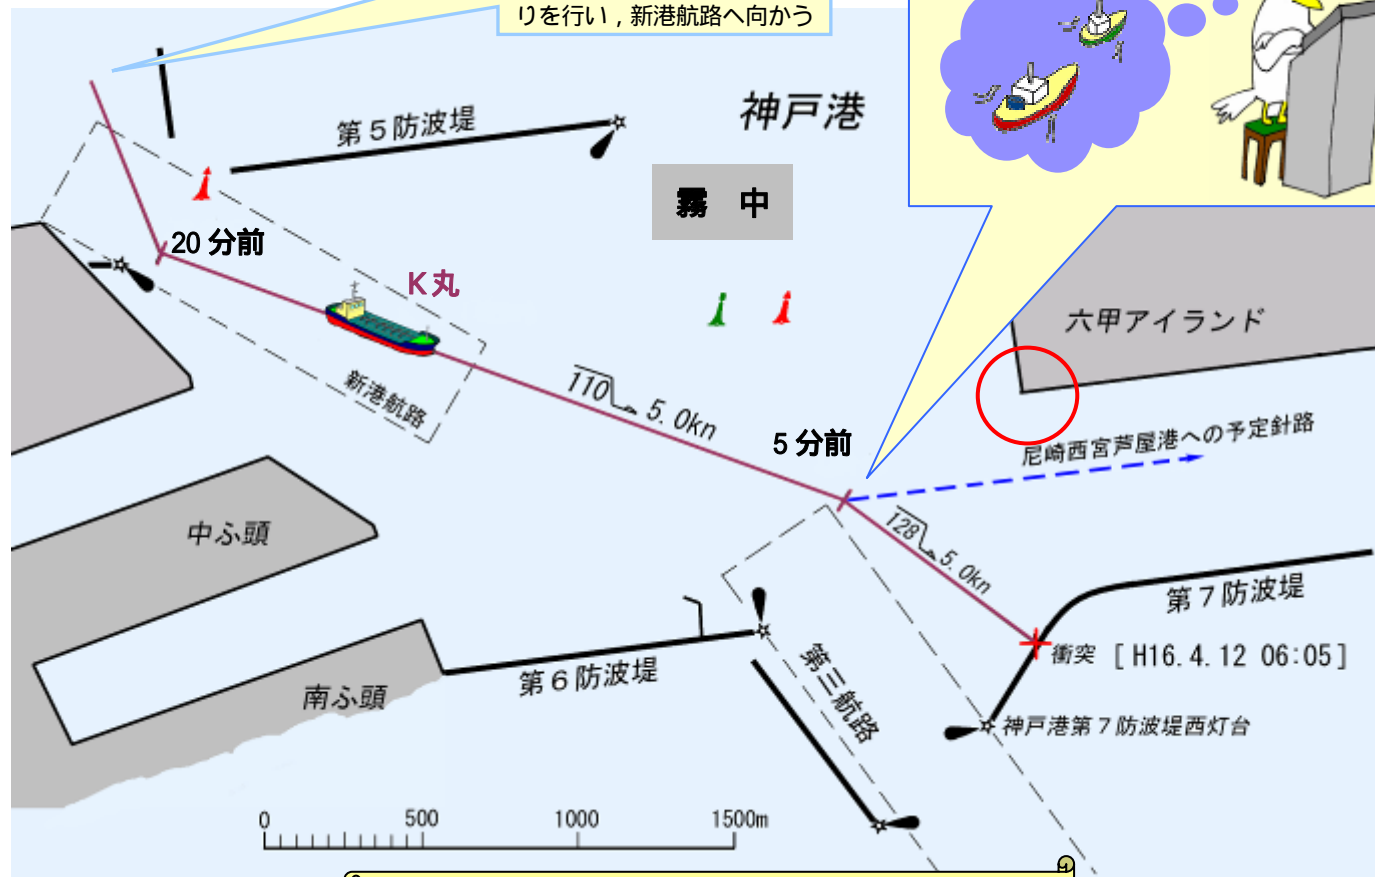 りを行い，新港航路へ向かう
第５防波堤
神戸港
霧　中
20 分前
K丸
六甲アイランド
新港航路
110
5.0kn
5 分前
尼崎西宮芦屋港への予定針路
中ふ頭
128
5.0kn
第７防波堤
衝突 [ H16.4.12 06:05 ]
第６防波堤
第三航路
南ふ頭
神戸港第７防波堤西灯台
0 500 1000 1500m